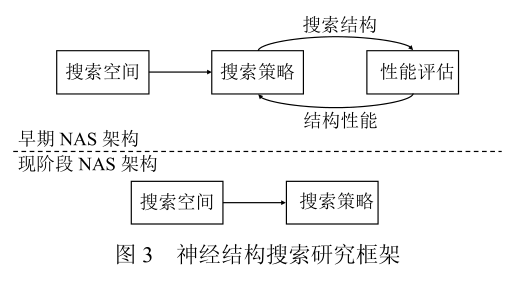 搜索结构
搜索空间
搜索策略
性能评估
结构性能
早期 NAS 架构
现阶段 NAS 架构
搜索空间
搜索策略
图 3 神经结构搜索研究框架